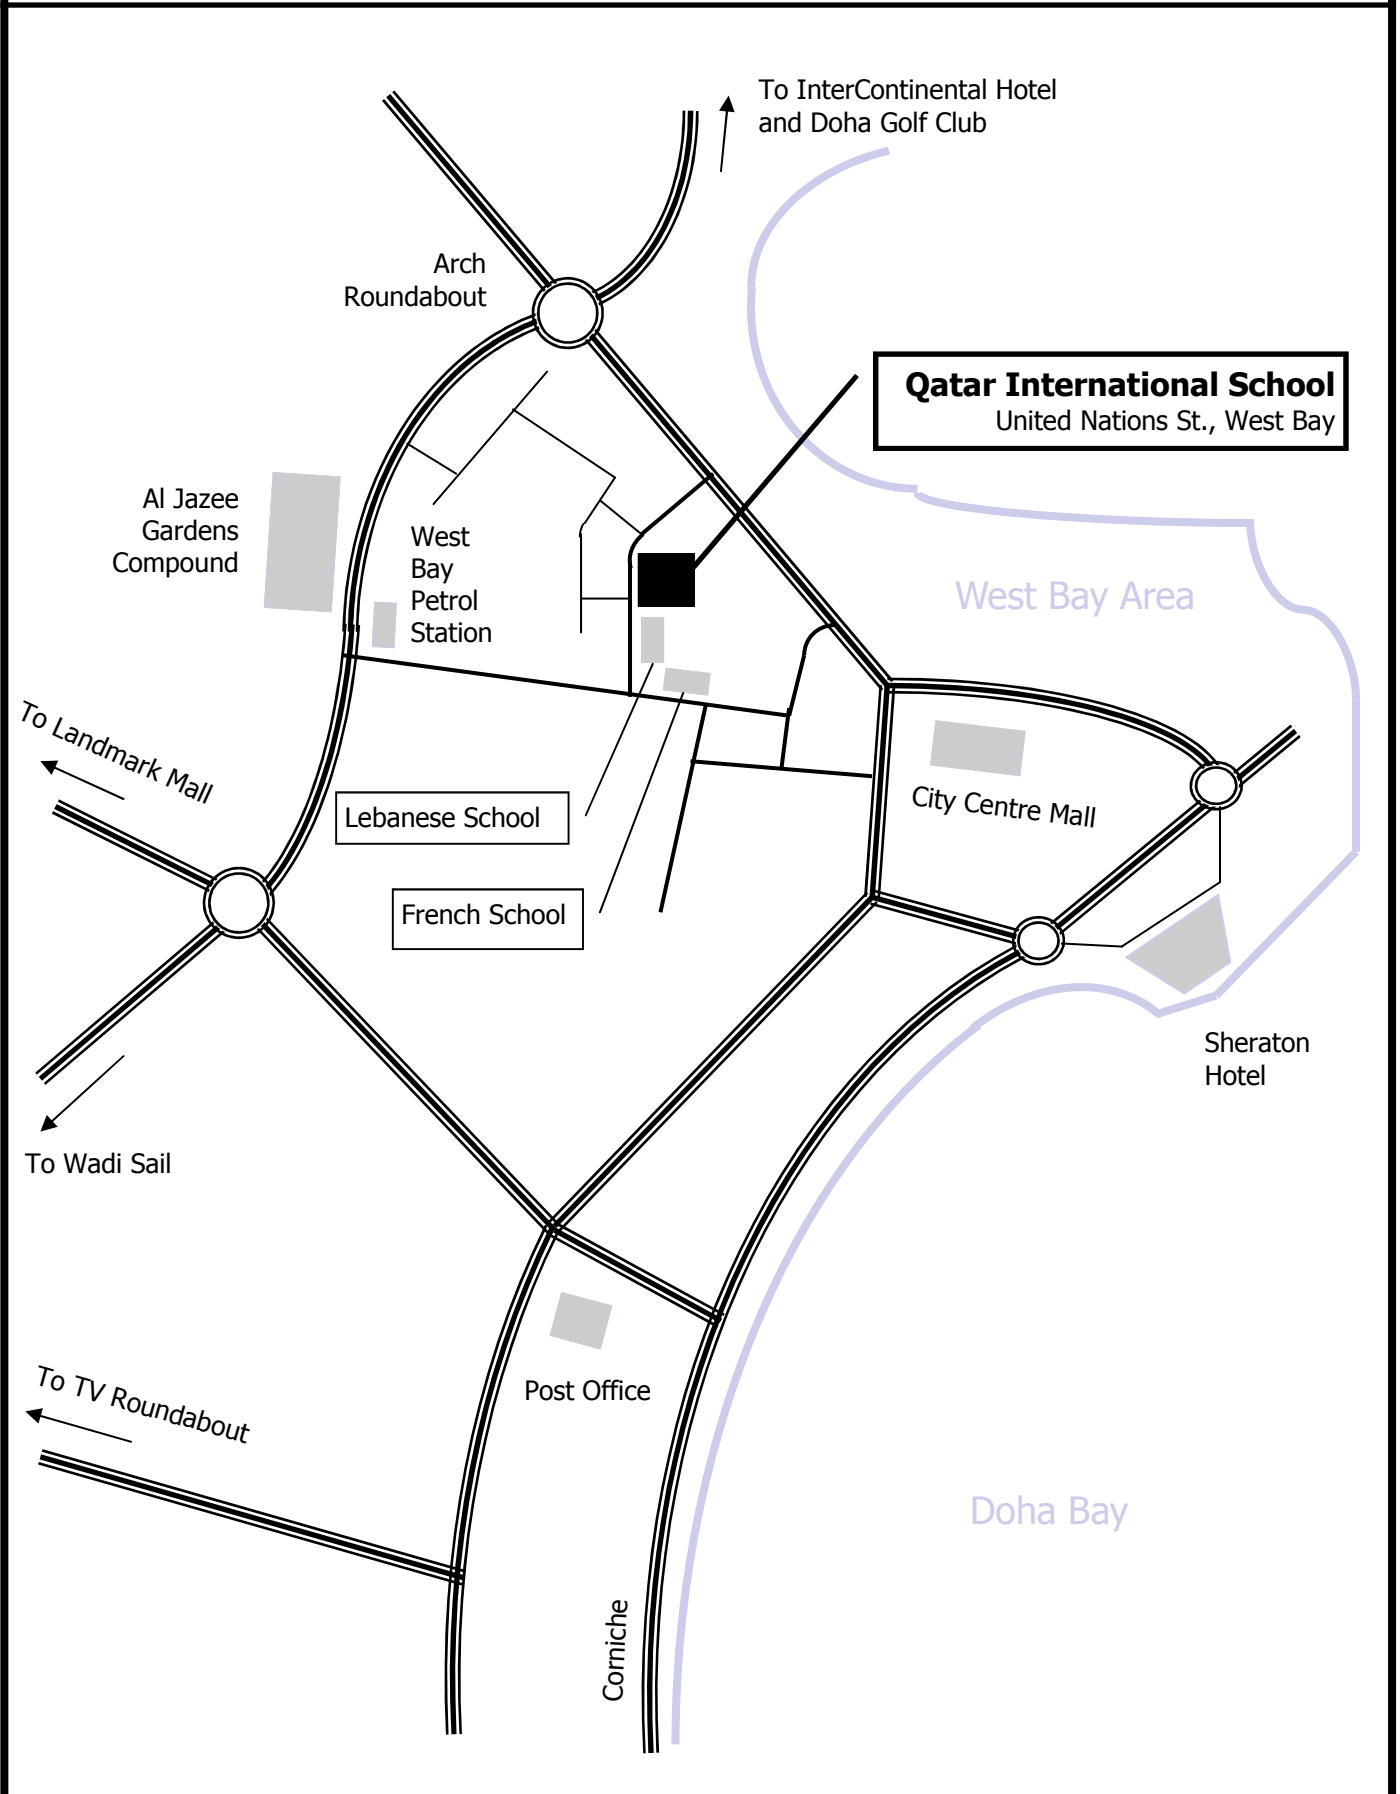 To InterContinental Hotel
and Doha Golf Club
Arch
Roundabout
Qatar International School
United Nations St., West Bay
Al Jazee
Gardens
Compound
West
Bay
Petrol
Station
West Bay Area
To Landmark Mall
City Centre Mall
Lebanese School
French School
Sheraton
Hotel
To Wadi Sail
To TV Roundabout
Post Office
Doha Bay
Corniche